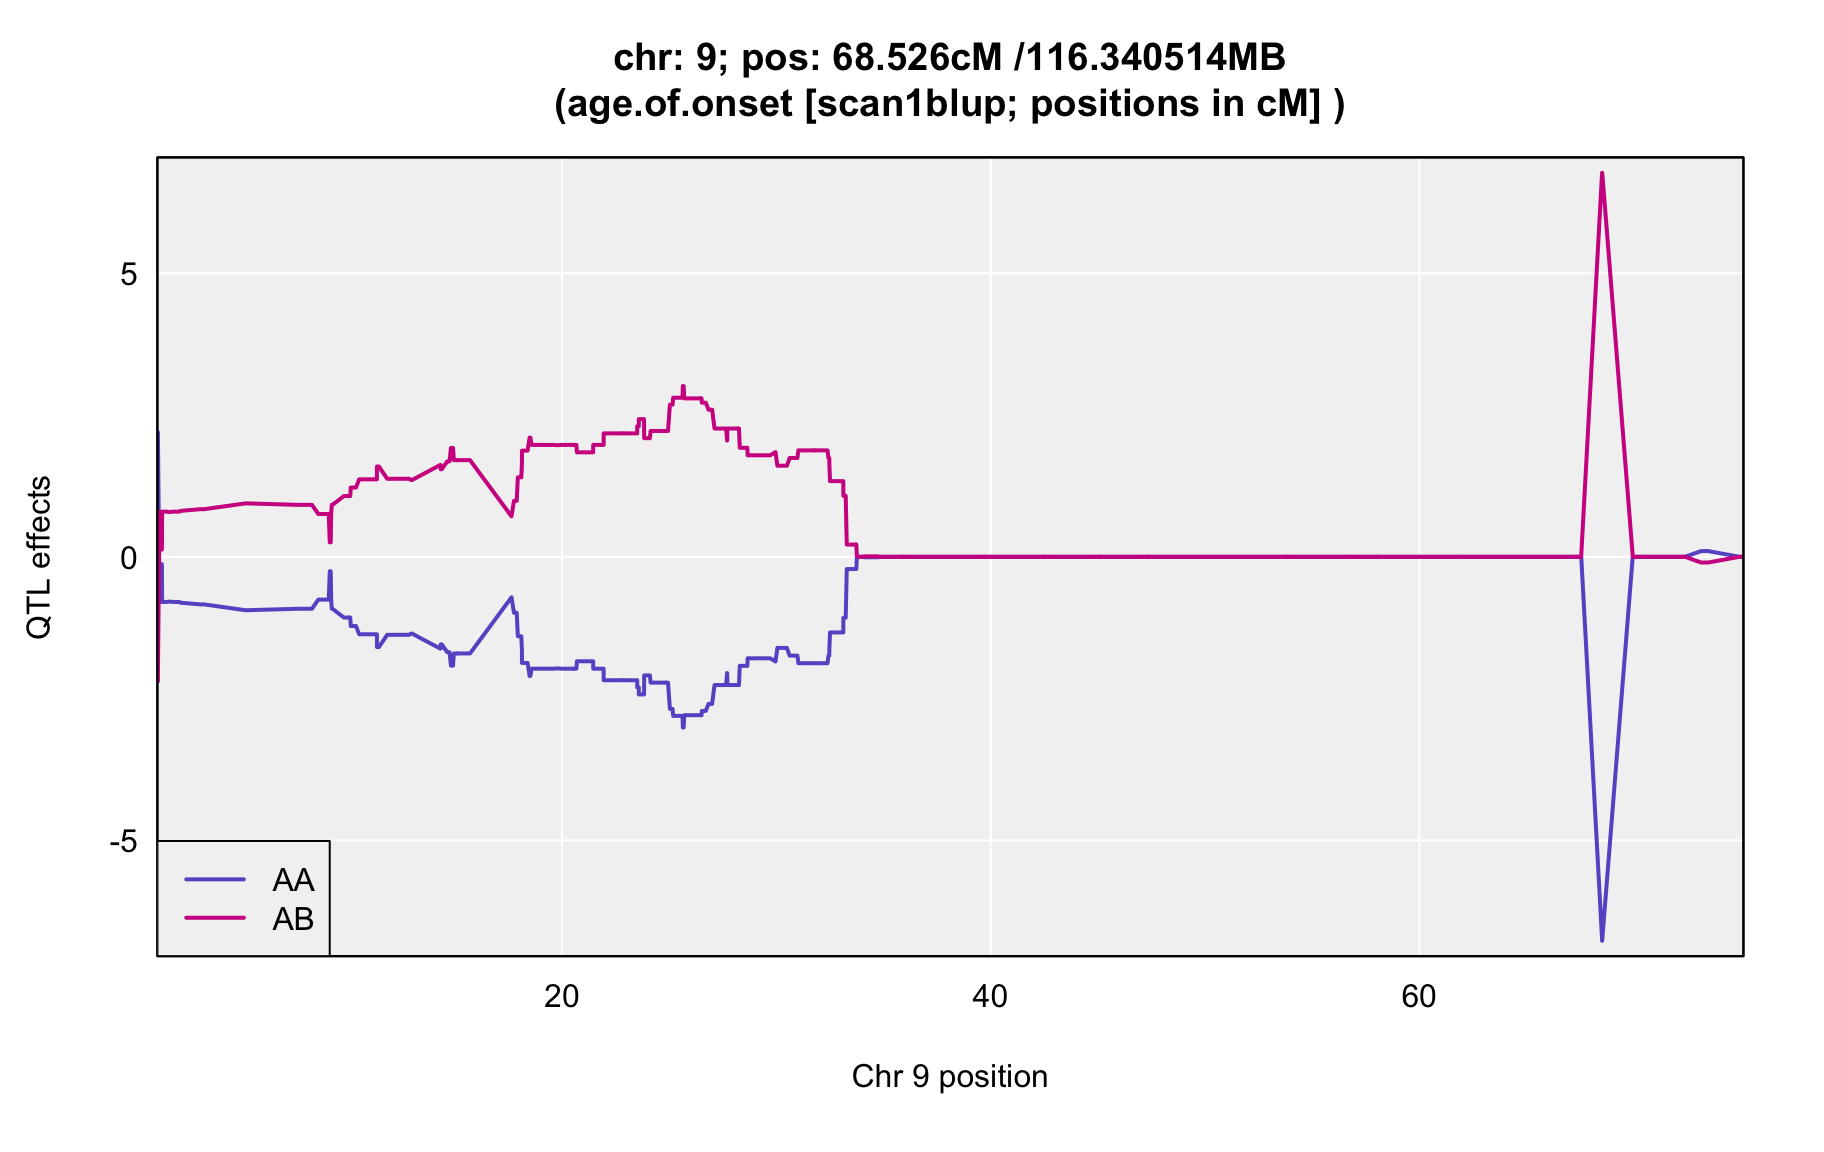 chr: 9; pos: 68.526cM /116.340514MB
(age.of.onset [scan1blup; positions in cM] )
QTL effects
5
0
-5
AA
AB
20
40
60
Chr 9 position